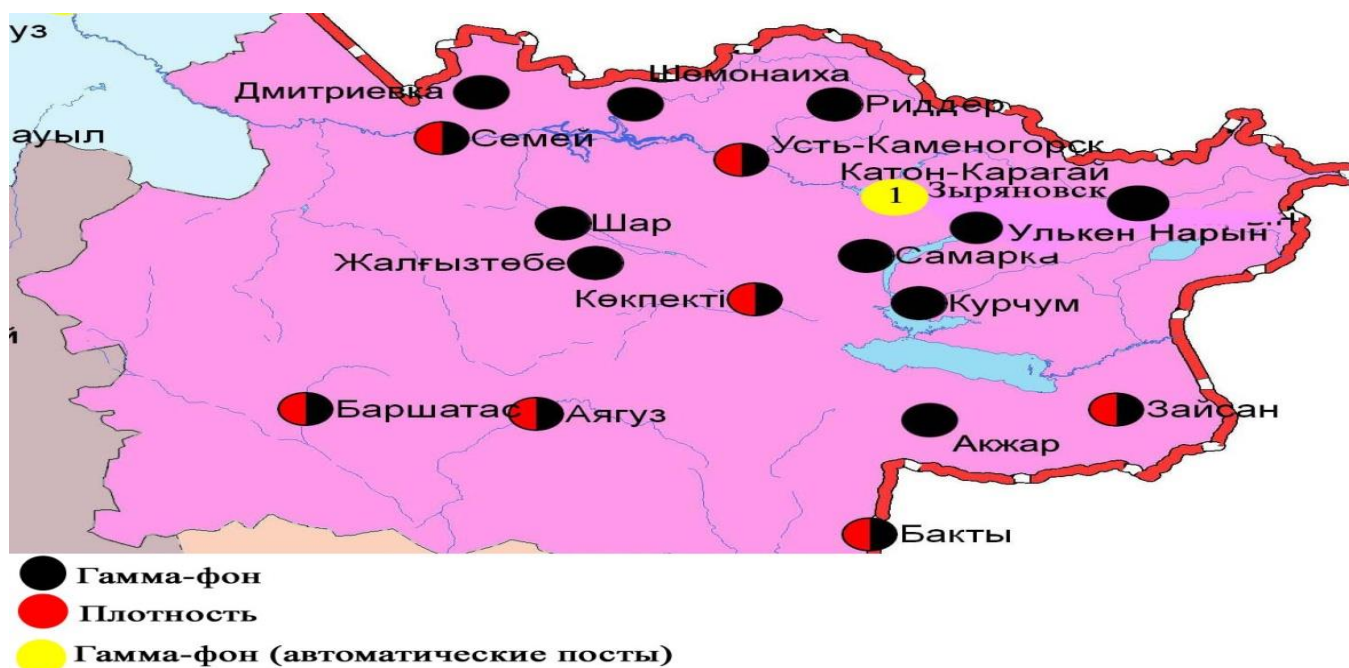 уз
Шемонаиха
Дмитриевка
Риддер
ауыл
Семей
Усть-Каменогорск
Катон-Карагай
1
Зыряновск
Шар
Улькен Нарын
Жалғызтөбе
Самарка
Көкпекті
Курчум
й
Баршатас
Аягуз
Зайсан
Акжар
Бакты
Гамма-фон
Плотность
Гамма-фон (автоматические посты)